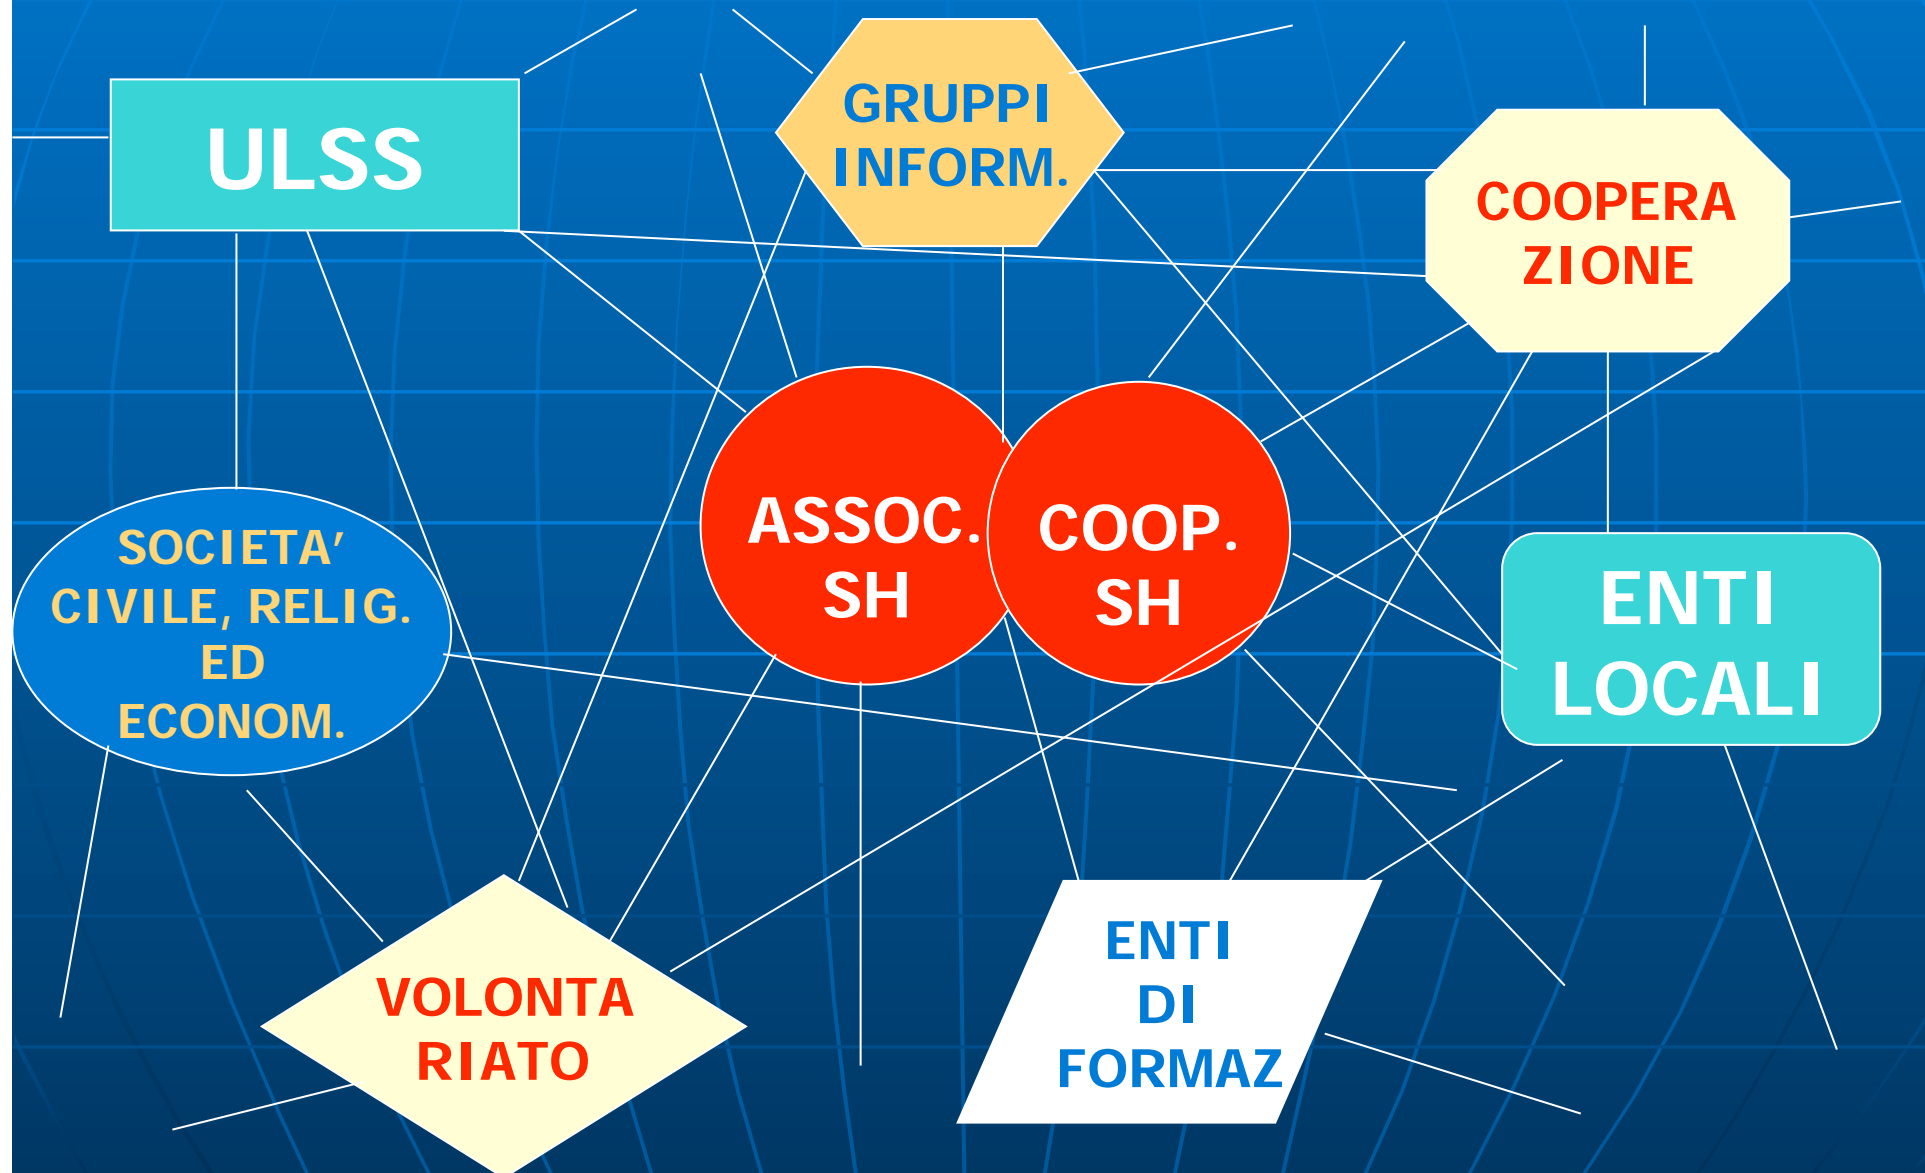 ULSS
GRUPPI
INFORM.
COOPERA
ZIONE
ASSOC.
SH
COOP.
SH
SOCIETA’
CIVILE, RELIG.
ED
ECONOM.
ENTI
LOCALI
VOLONTA
RIATO
ENTI
DI
FORMAZ